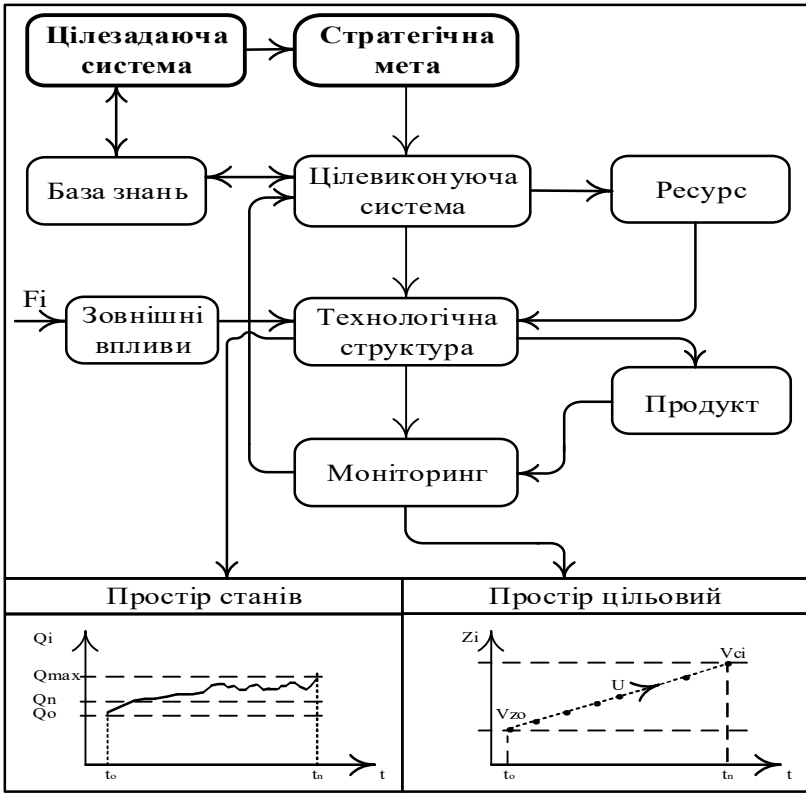 Цілезадаюча
система
Стратегічна
мета
База знань
Цілевиконуюча
система
Ресурс
Fi
Зовнішні
впливи
Технологічна
структура
Продукт
Моніторинг
Простір станів
Простір цільовий
Qi
Qmax
Qn
Qo
to
tn
t
Zi
Vci
U
Vzo
to
tn
t